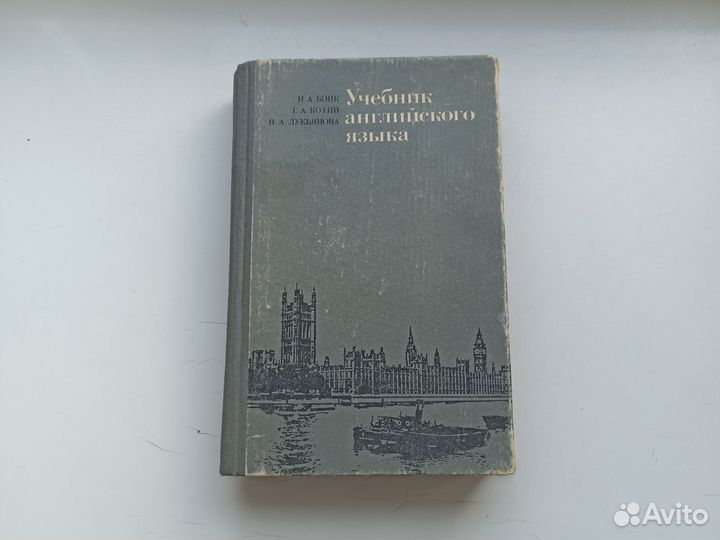 Н. А. БОНК
Г. А. КОТИЙ
Н. А. ЛУКЬЯНОВА
Учебник
английского
языка
Avito